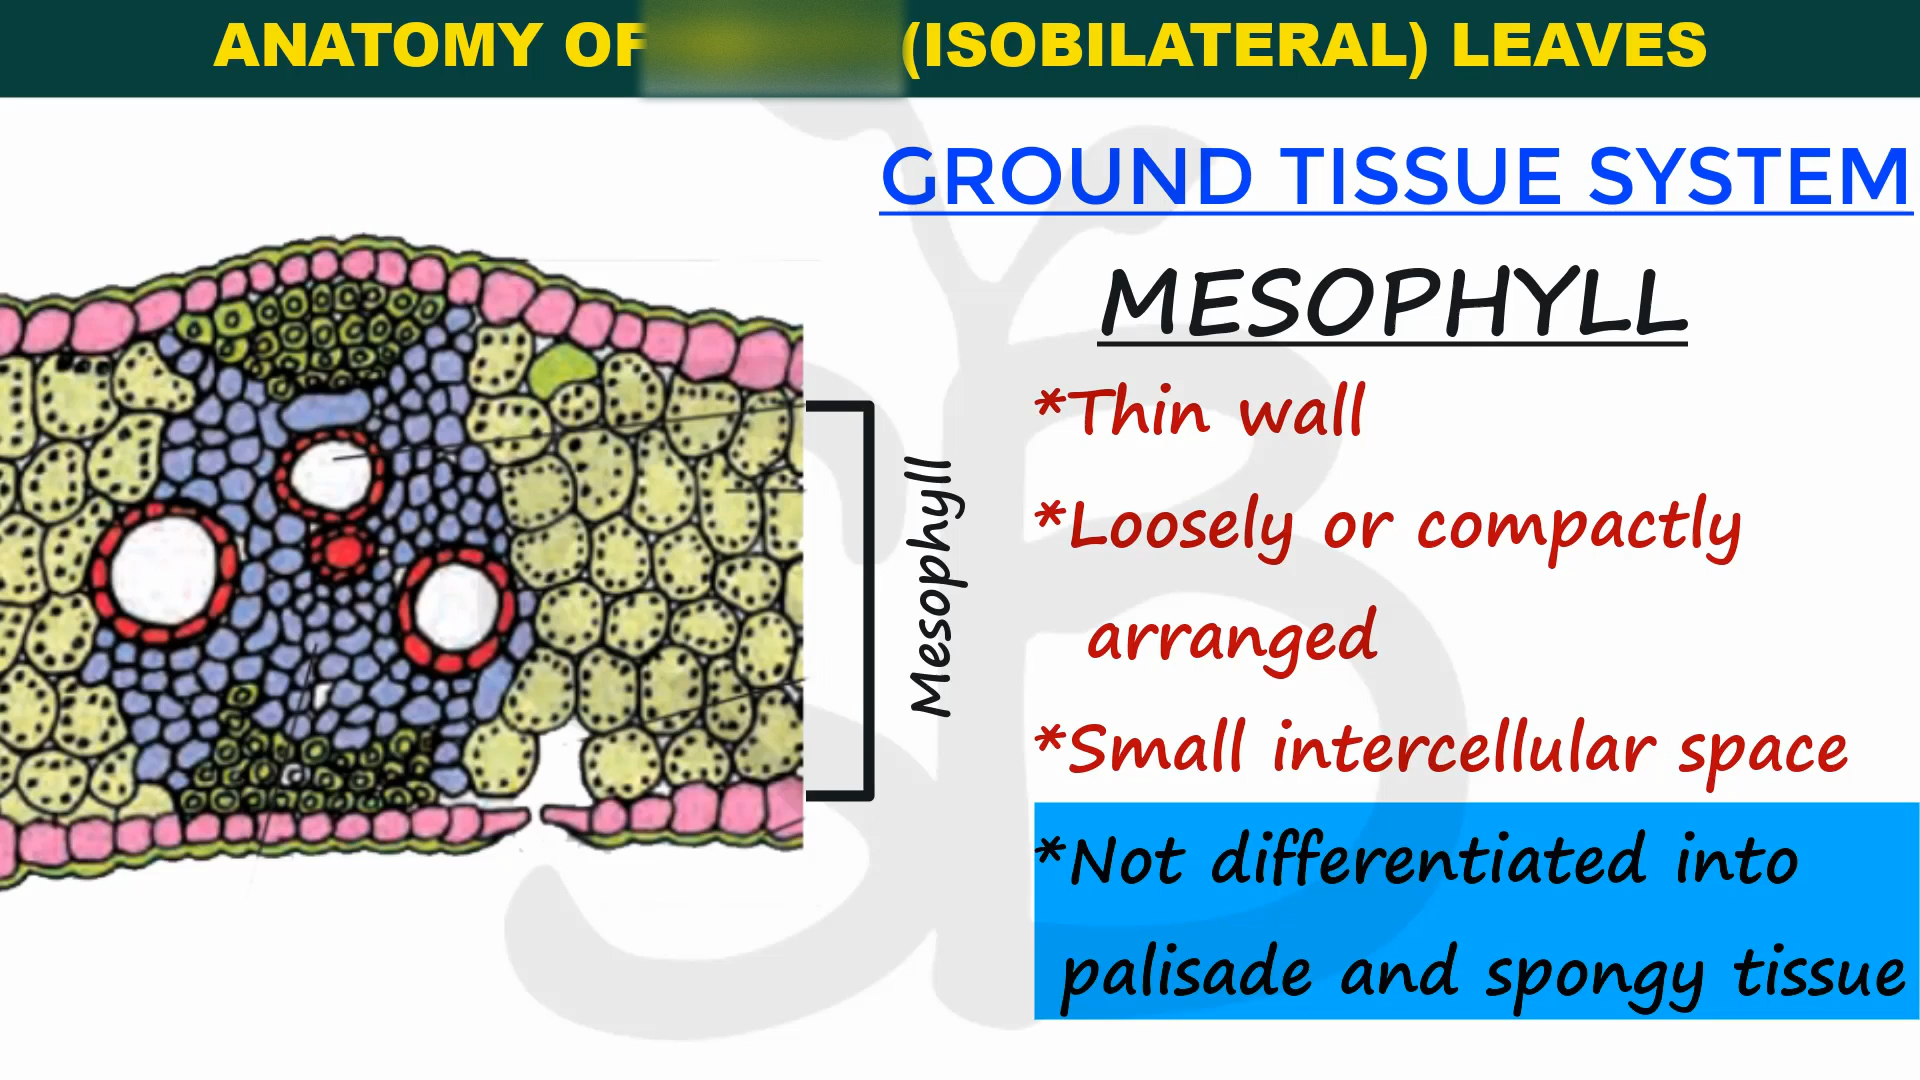 ANATOMY OF (ISOBILATERAL) LEAVES
GROUND TISSUE SYSTEM
MESOPHYLL
*Thin wall
*Loosely or compactly
arranged
*Small intercellular space
*Not differentiated into
palisade and spongy tissue
Mesophyll